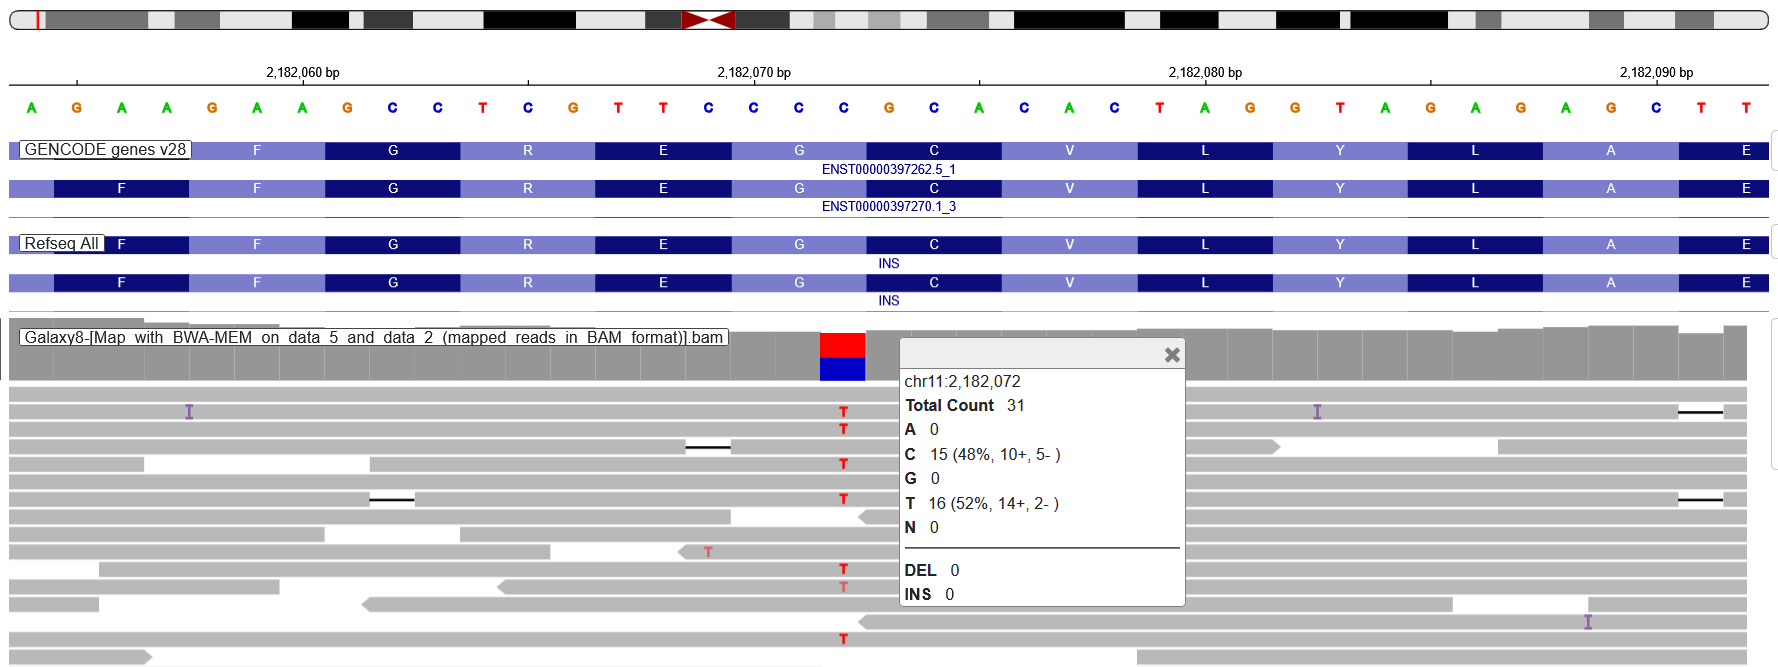 2,182,060 bp 2,182,070 bp 2,182,080 bp 2,182,090 bp
A G A A G A A G C C T C G T T C C C C G C A C A C T A G G T A G A G A G C T T
GENCODE genes v28 F G R E G C V L Y L A E
ENST00000397262.5_1
F F G R E G C V L Y L A E
ENST00000397270.1_3
Refseq All F F G R E G C V L Y L A E
INS
F F G R E G C V L Y L A E
INS
Galaxy8-[Map with BWA-MEM on data 5 and data 2 (mapped reads in BAM format)].bam
chr11:2,182,072
Total Count 31
A 0
C 15 (48%, 10+, 5- )
G 0
T 16 (52%, 14+, 2- )
N 0
DEL 0
INS 0
I T I
T
T
T
T
T
T
I
T